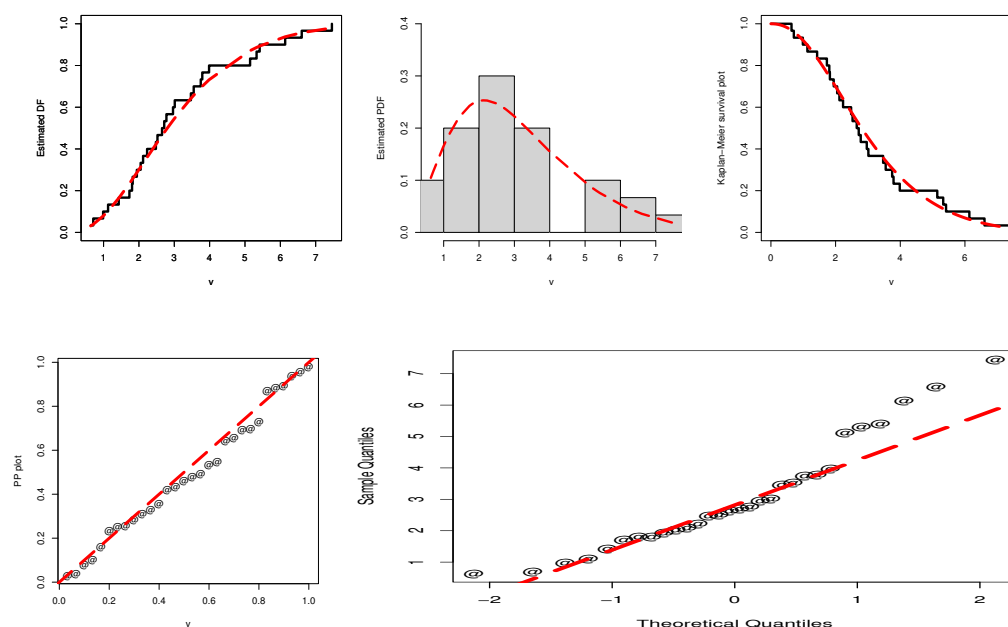 Estimated DF
0.0 0.2 0.4 0.6 0.8 1.0
1 2 3 4 5 6 7
v
Estimated PDF
0.0 0.1 0.2 0.3 0.4
1 2 3 4 5 6 7
v
Kaplan−Meier survival plot
0.0 0.2 0.4 0.6 0.8 1.0
0 2 4 6
v
PP plot
0.0 0.2 0.4 0.6 0.8 1.0
0.0 0.2 0.4 0.6 0.8 1.0
Sample Quantiles
1 2 3 4 5 6 7
−2 −1 0 1 2
Theoretical Quantiles